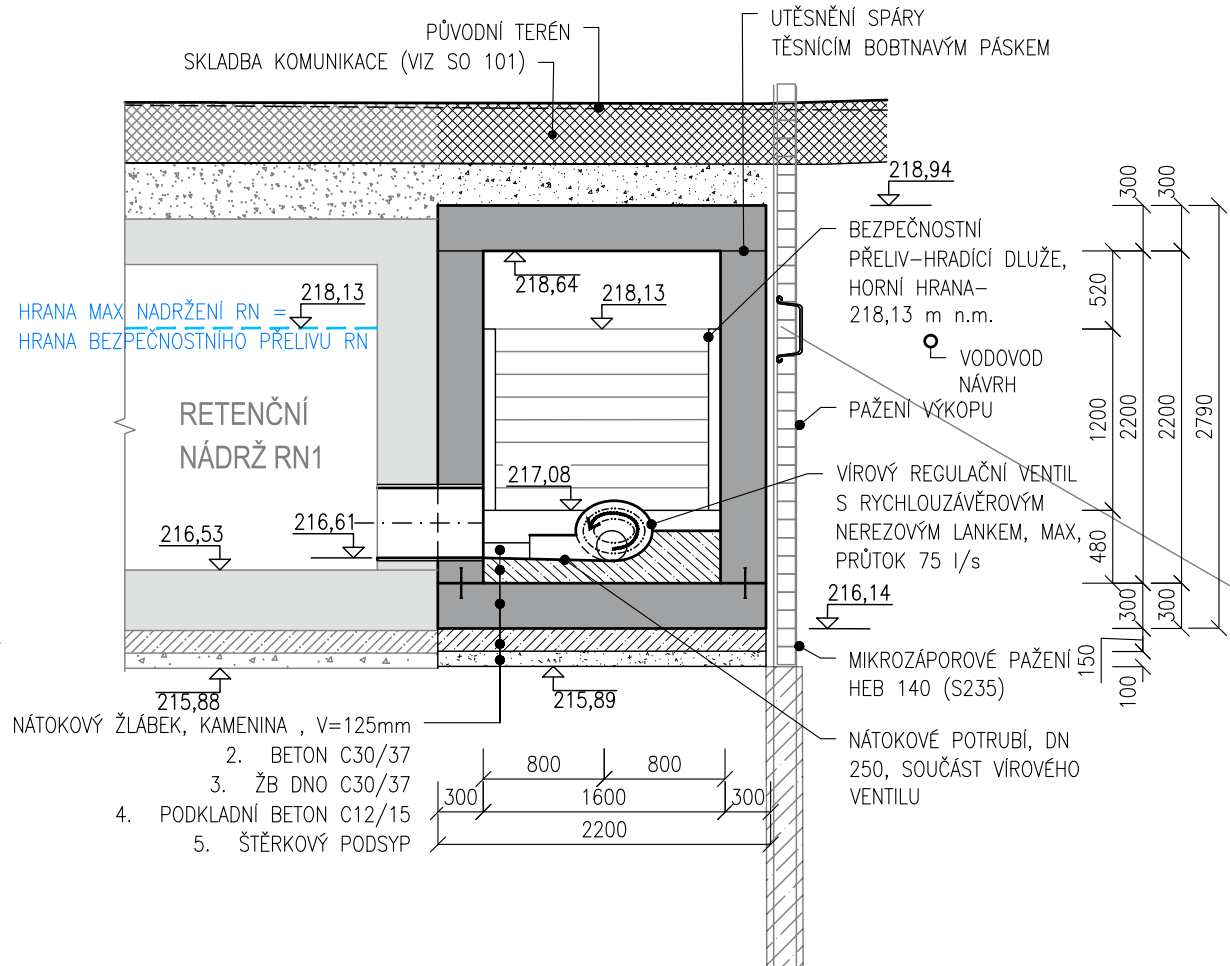 PŮVODNÍ TERÉN
SKLADBA KOMUNIKACE (VIZ SO 101)
UTĚSNĚNÍ SPÁRY
TĚSNÍCÍM BOBTNAVÝM PÁSKEM
218,94
300
300
BEZPEČNOSTNÍ
PŘELIV-HRADÍCÍ DLUŽE,
HORNÍ HRANA-
218,13 m n.m.
218,64
218,13
218,13
HRANA MAX NADRŽENÍ RN =
HRANA BEZPEČNOSTNÍHO PŘELIVU RN
VODOVOD
NÁVRH
520
1200
2200
2200
2790
480
300
300
150
100
RETENČNÍ
NÁDRŽ RN1
PAŽENÍ VÝKOPU
217,08
VÍROVÝ REGULAČNÍ VENTIL
S RYCHLOUZÁVĚROVÝM
NEREZOVÝM LANKEM, MAX,
PRŮTOK 75 l/s
216,53
216,61
216,14
MIKROZÁPOROVÉ PAŽENÍ
HEB 140 (S235)
215,88
215,89
NÁTOKOVÝ ŽLÁBEK, KAMENINA , V=125mm
2. BETON C30/37
3. ŽB DNO C30/37
4. PODKLADNÍ BETON C12/15
5. ŠTĚRKOVÝ PODSYP
NÁTOKOVÉ POTRUBÍ, DN
250, SOUČÁST VÍROVÉHO
VENTILU
800
800
300
1600
300
2200